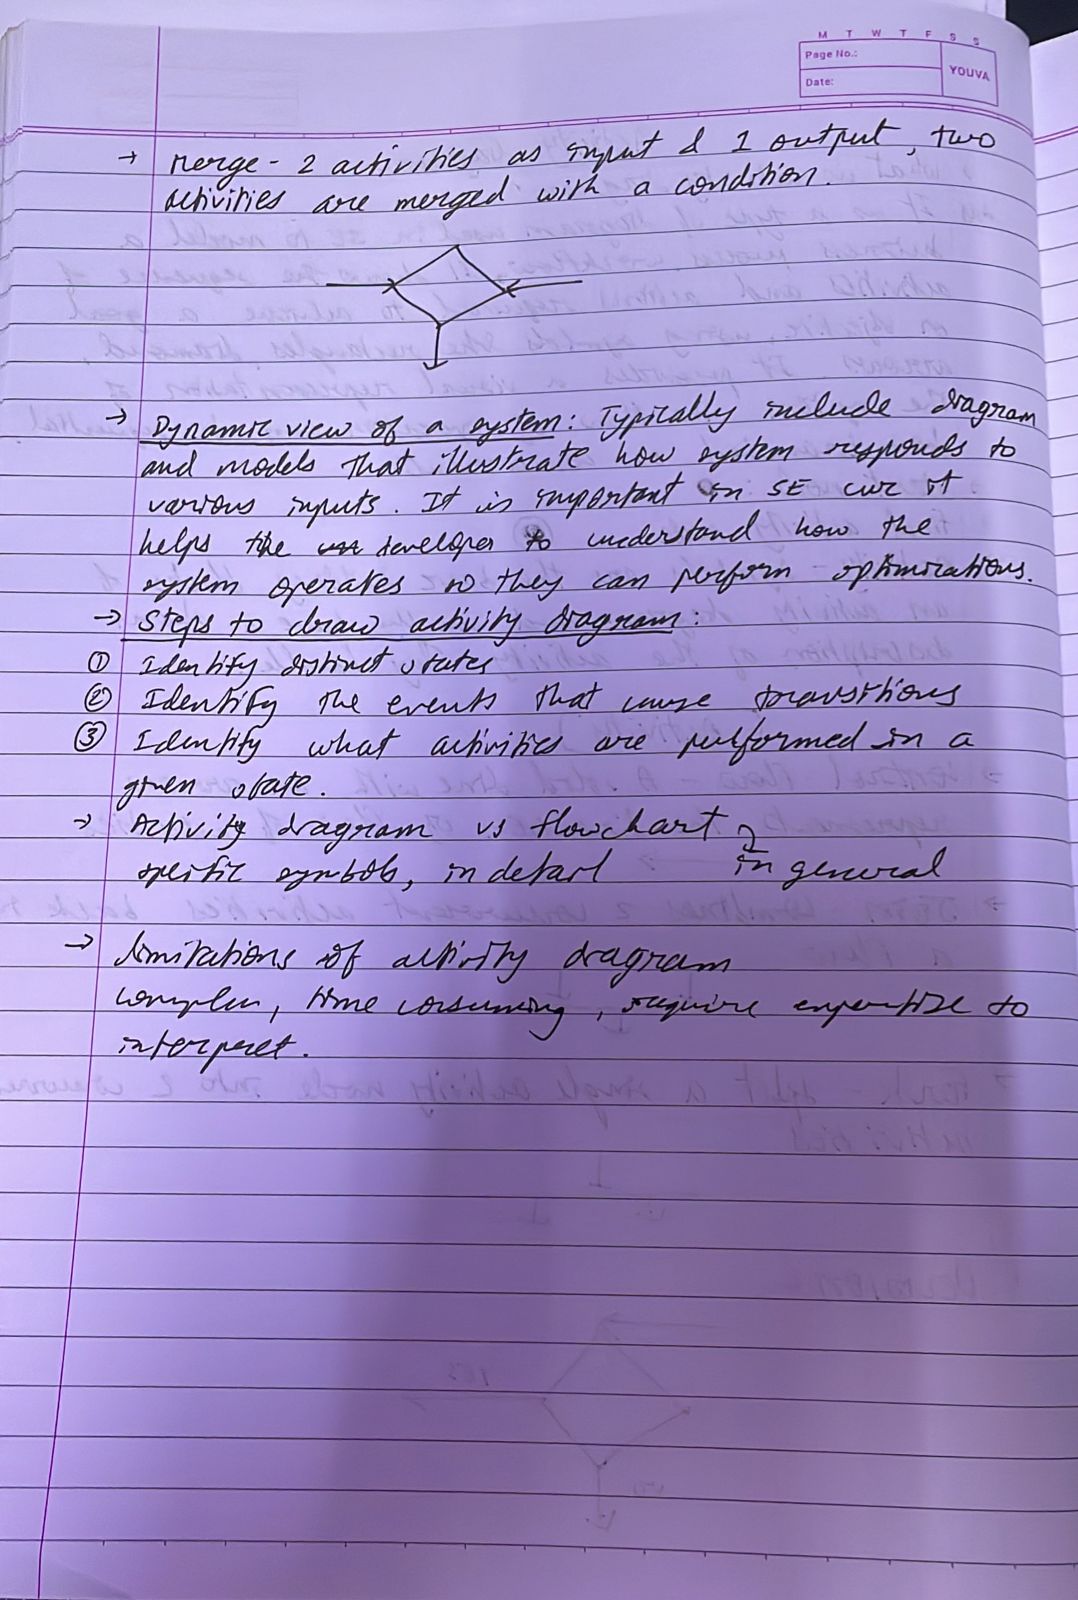 M T W T F S S
Page No.:
Date:
YOUVA
→ Merge - 2 activities as input & 1 output, two
activities are merged with a condition.
→ Dynamic view of a system: Typically include diagram
and models that illustrate how system responds to
various inputs. It is important in SE coz it
helps the developer to understand how the
system operates so they can perform optimizations.
→ Steps to draw activity diagram:
① Identify distinct states
② Identify the events that cause transitions
③ Identify what activities are performed in a
given state.
→ Activity diagram vs flowchart
specific symbols, in detail in general
→ limitations of activity diagram
complex, time consuming, require expertise to
interpret.